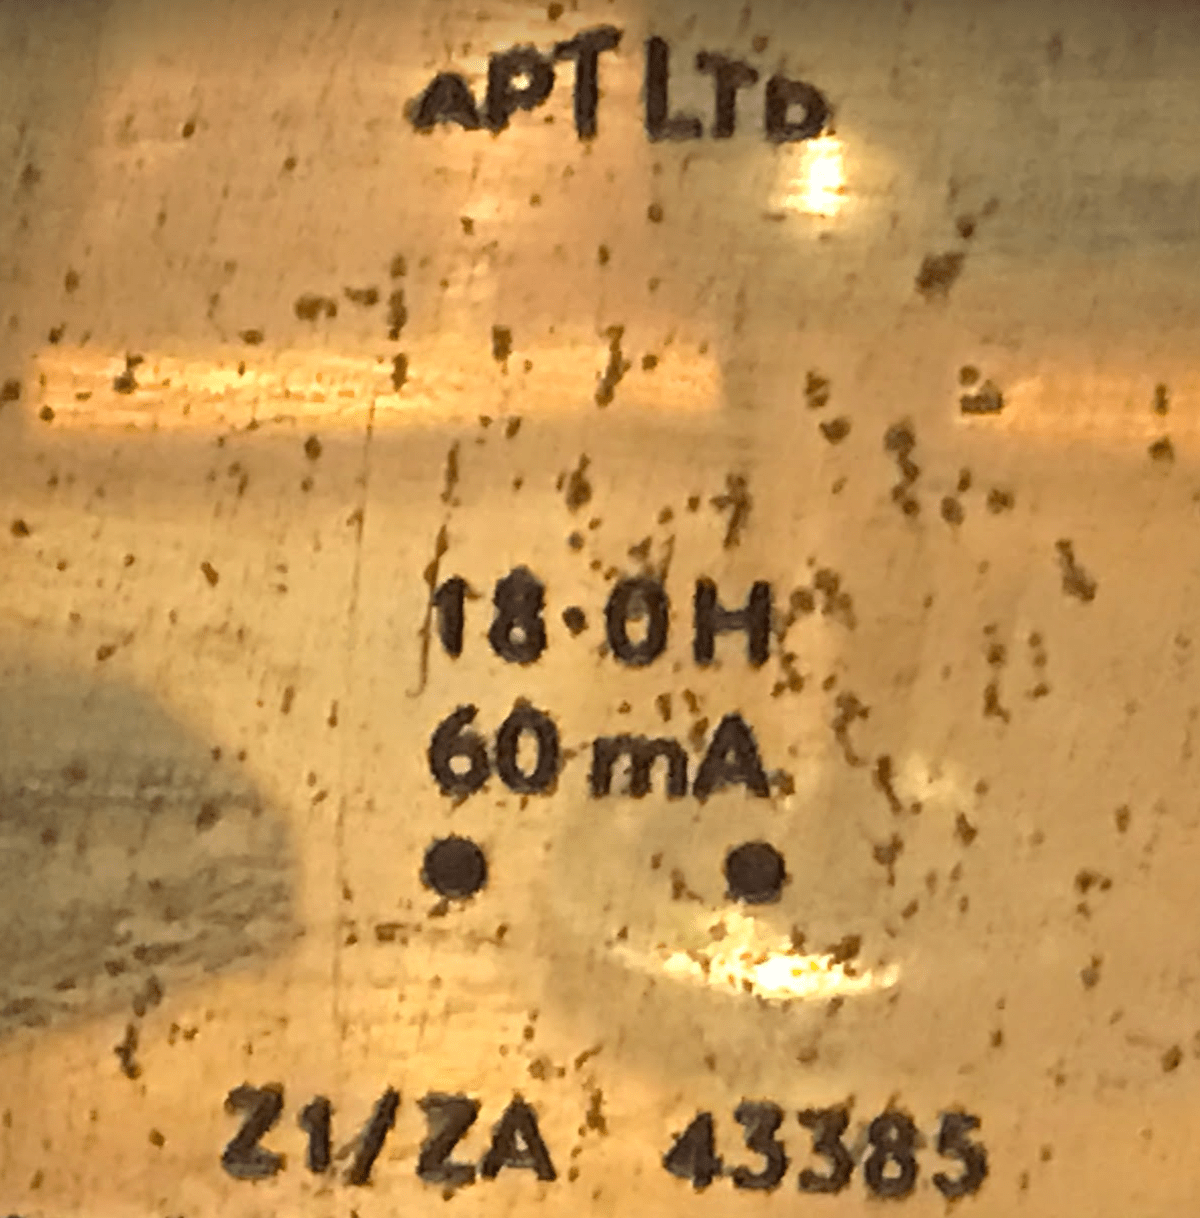 APT LTD
18·0H
60 mA
Z1/ZA 43385